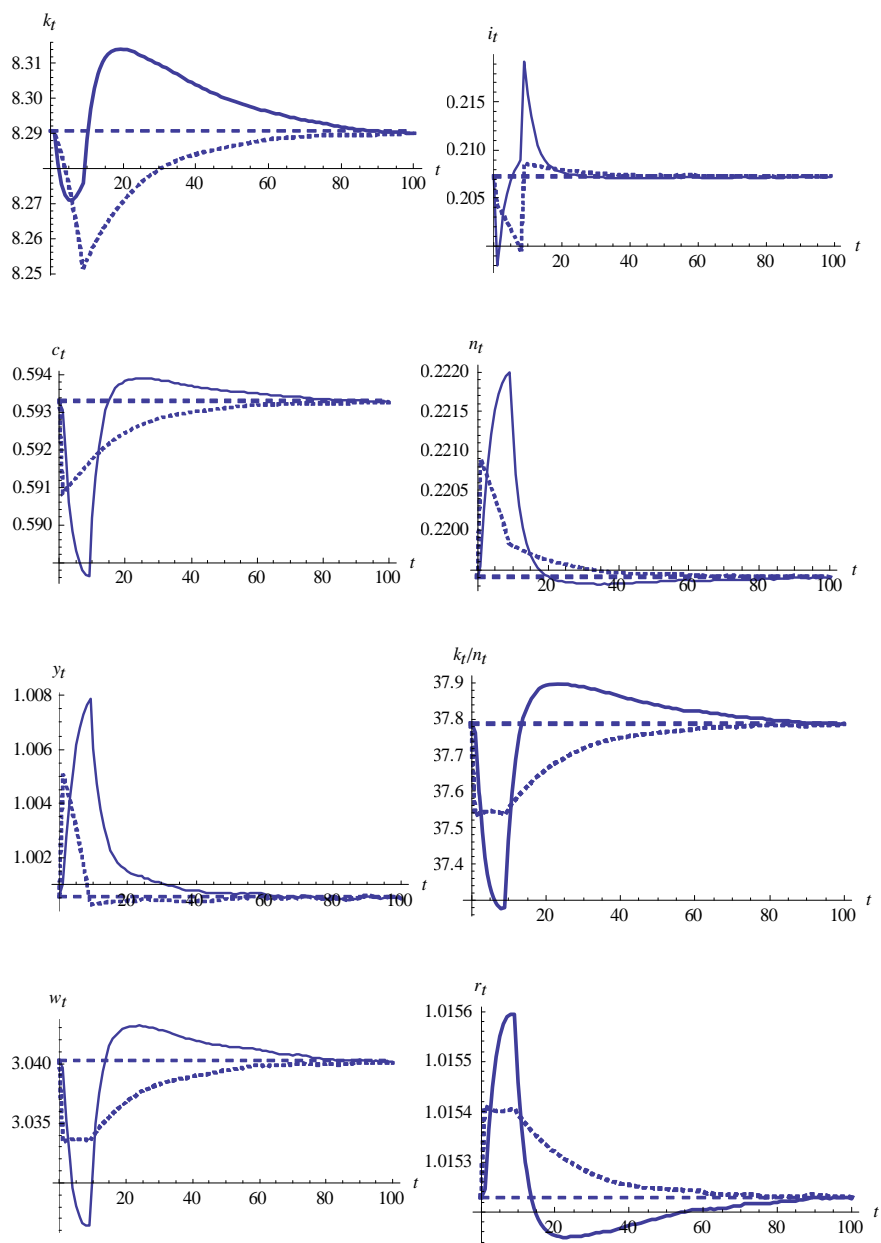 k_t
8.31
8.30
8.29
8.27
8.26
8.25
20 40 60 80 100 t
i_t
0.215
0.210
0.205
20 40 60 80 100 t
c_t
0.594
0.593
0.592
0.591
0.590
20 40 60 80 100 t
n_t
0.2220
0.2215
0.2210
0.2205
0.2200
20 40 60 80 100 t
y_t
1.008
1.006
1.004
1.002
20 40 60 80 100 t
k_t/n_t
37.9
37.8
37.7
37.6
37.5
37.4
20 40 60 80 100 t
w_t
3.040
3.035
20 40 60 80 100 t
r_t
1.0156
1.0155
1.0154
1.0153
20 40 60 80 100 t